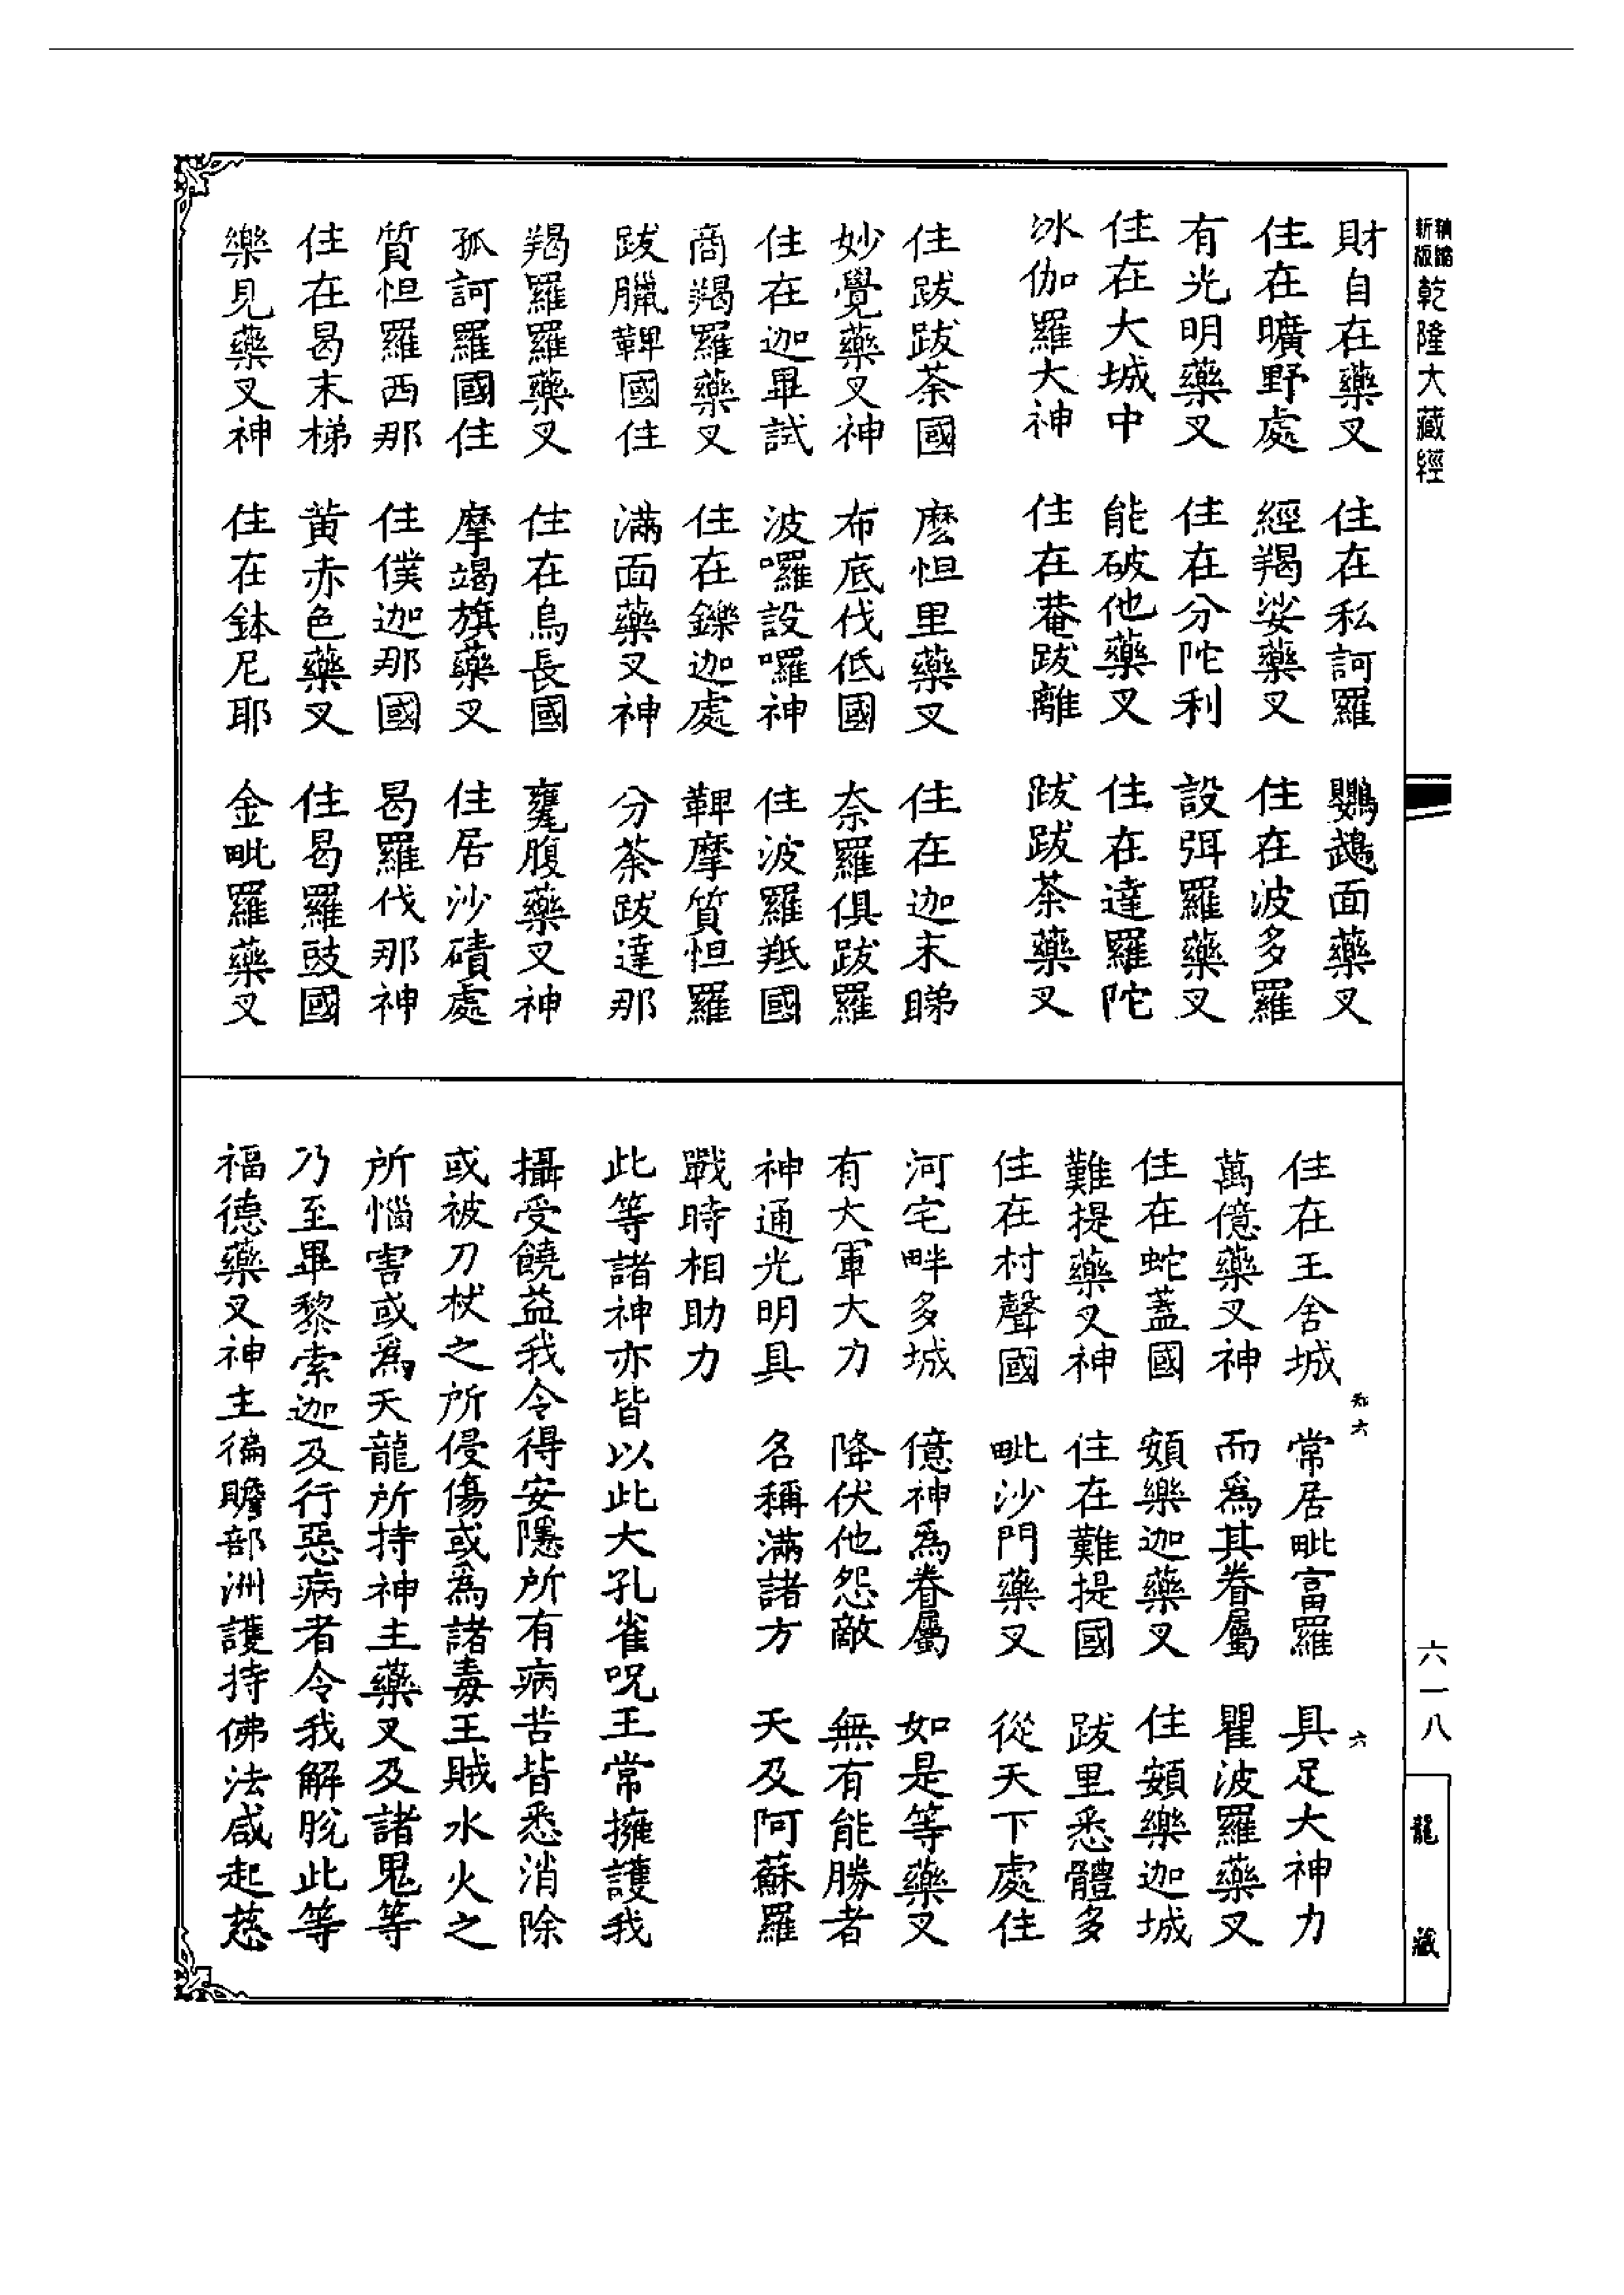 精縮
新版
乾隆大藏經
財自在藥叉　住在私訶羅　鸚鵡面藥叉
住在曠野處　經羯娑藥叉　住在波多羅
有光明藥叉　住在分陀利　設弭羅藥叉
住在大城中　能破他藥叉　住在達羅陀
冰伽羅大神　住在菴跋離　跋跋茶藥叉
住跋跋茶國　麽怛里藥叉　住在迦末睇
妙覺藥叉神　布底伐低國　奈羅俱跋羅
住在迦畢試　波囉設囉神　住波羅羝國
商羯羅藥叉　住在鑠迦處　鞞摩質怛羅
跋臘鞞國住　滿面藥叉神　分茶跋達那
羯羅羅藥叉　住在烏長國　甕腹藥叉神
孤訶羅國住　摩竭旗藥叉　住居沙磧處
質怛羅西那　住僕迦那國　曷羅伐那神
住在曷末梯　黄赤色藥叉　住曷羅豉國
樂見藥叉神　住在鉢尼耶　金毗羅藥叉
住在王舍城　常居毗富羅　具足大神力
萬億藥叉神　而爲其眷屬　瞿波羅藥叉
住在蛇蓋國　頞樂迦藥叉　住頞樂迦城
難提藥叉神　住在難提國　跋里悉體多
住在村聲國　毗沙門藥叉　從天下處住
河宅畔多城　億神爲眷屬　如是等藥叉
有大軍大力　降伏他怨敵　無有能勝者
神通光明具　名稱滿諸方　天及阿蘇羅
戰時相助力
此等諸神亦皆以此大孔雀呪王常擁護我
攝受饒益我令得安隱所有病苦皆悉消除
或被刀杖之所侵傷或爲諸毒王賊水火之
所惱害或爲天龍所持神主藥叉及諸鬼等
乃至畢黎索迦及行惡病者令我解脫此等
福德藥叉神主徧贍部洲護持佛法咸起慈
知六
六
六一八
龍藏